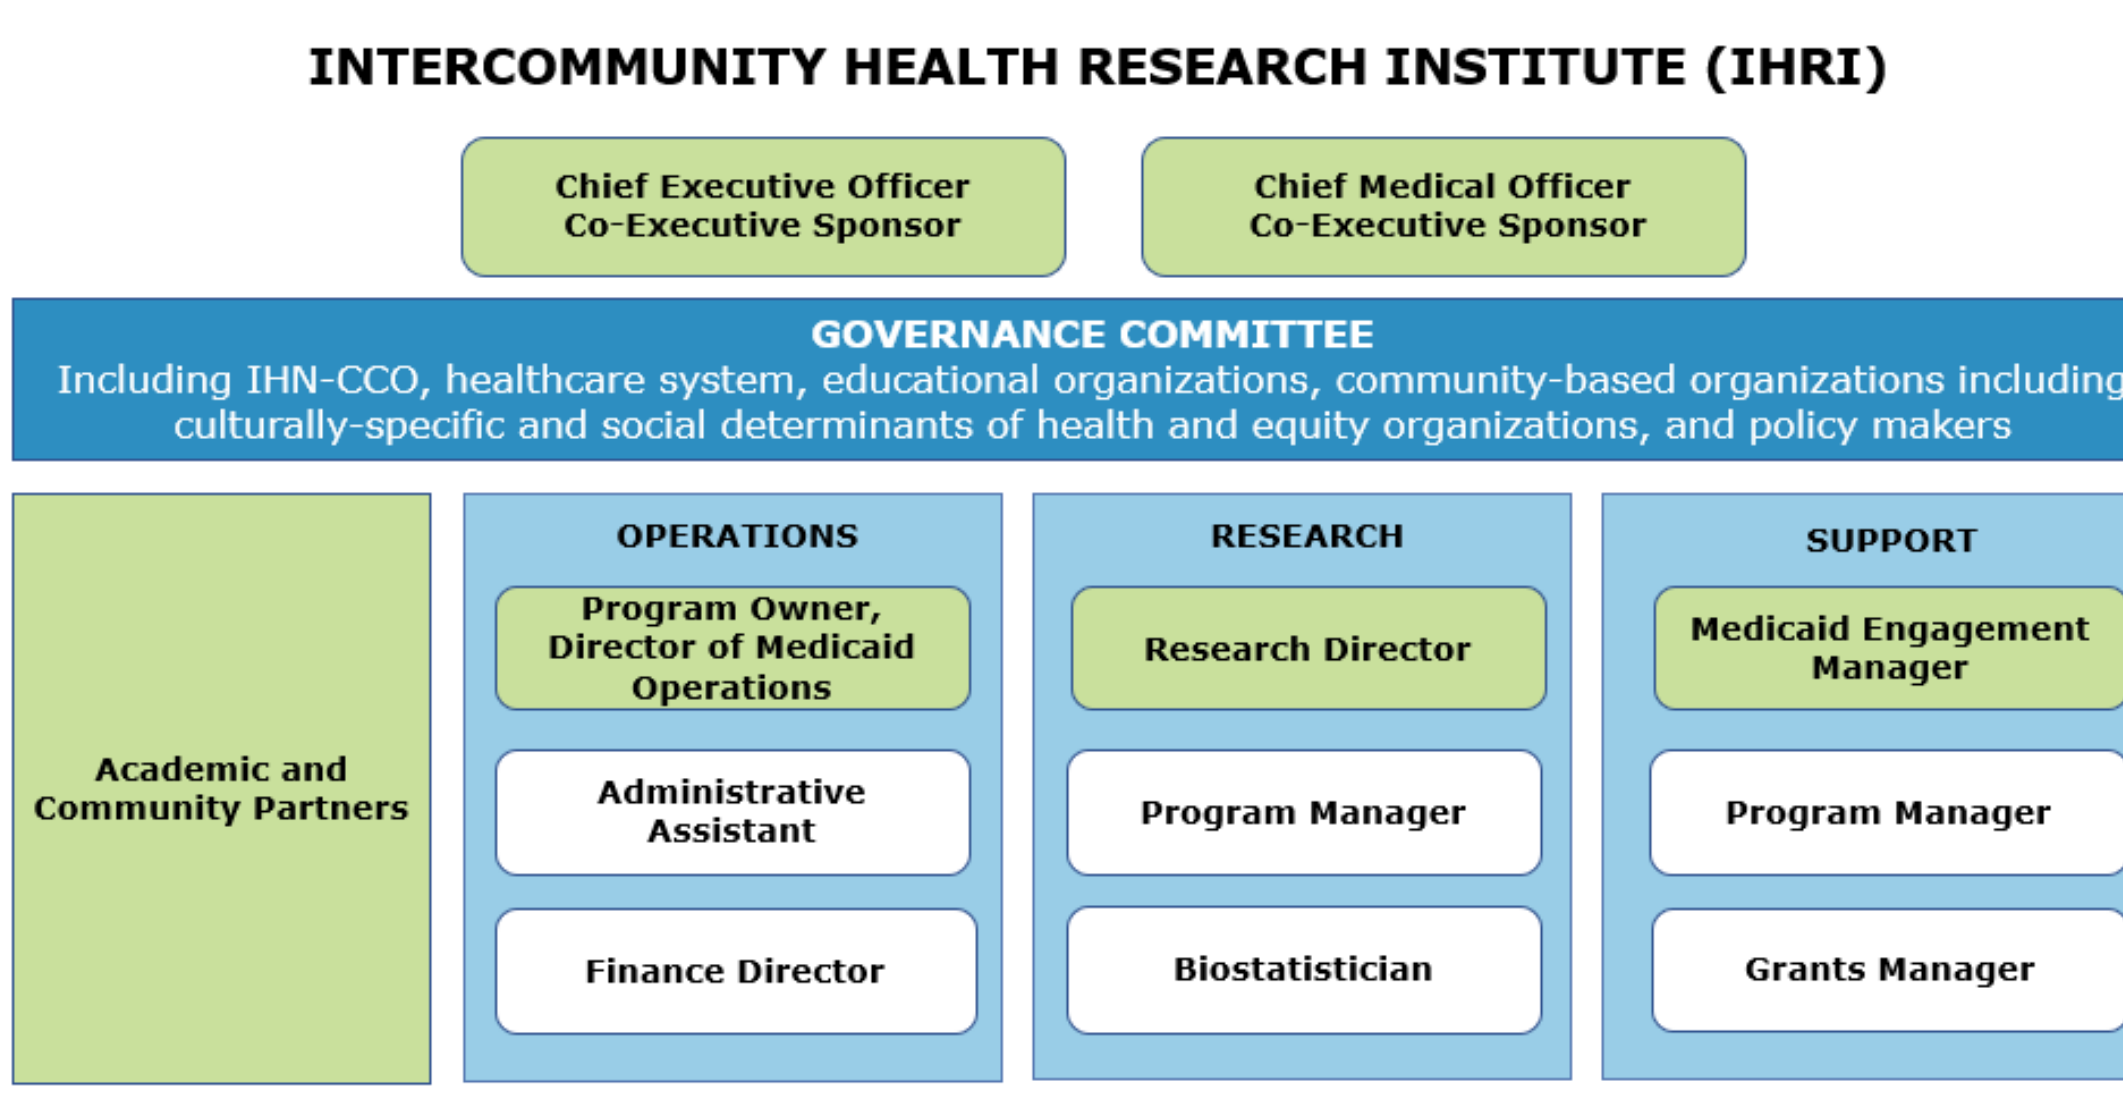 INTERCOMMUNITY HEALTH RESEARCH INSTITUTE (IHRI)
Chief Executive Officer
Co-Executive Sponsor
Chief Medical Officer
Co-Executive Sponsor
GOVERNANCE COMMITTEE
Including IHN-CCO, healthcare system, educational organizations, community-based organizations including
culturally-specific and social determinants of health and equity organizations, and policy makers
Academic and
Community Partners
OPERATIONS
Program Owner,
Director of Medicaid
Operations
Administrative
Assistant
Finance Director
RESEARCH
Research Director
Program Manager
Biostatistician
SUPPORT
Medicaid Engagement
Manager
Program Manager
Grants Manager